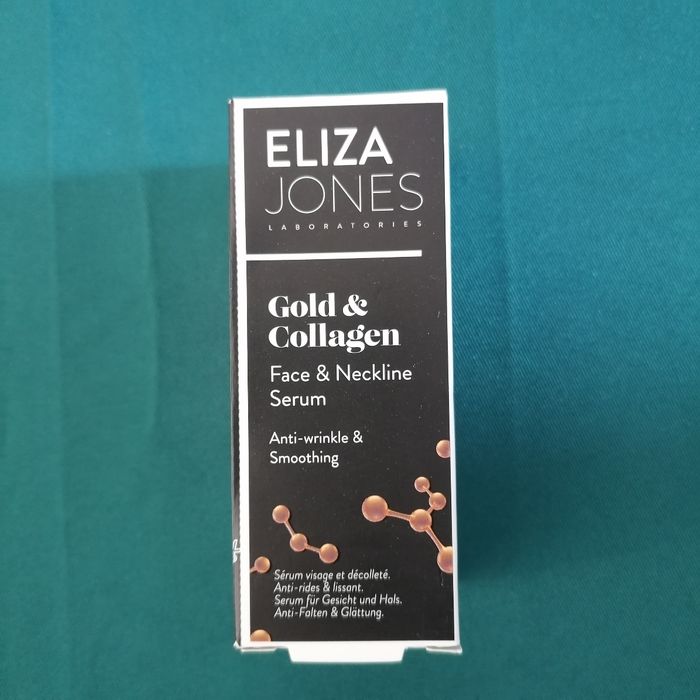 ELIZA
JONES
LABORATORIES
Gold &
Collagen
Face & Neckline
Serum
Anti-wrinkle &
Smoothing
Sérum visage et décolleté.
Anti-rides & lissant.
Serum für Gesicht und Hals.
Anti-Falten & Glättung.